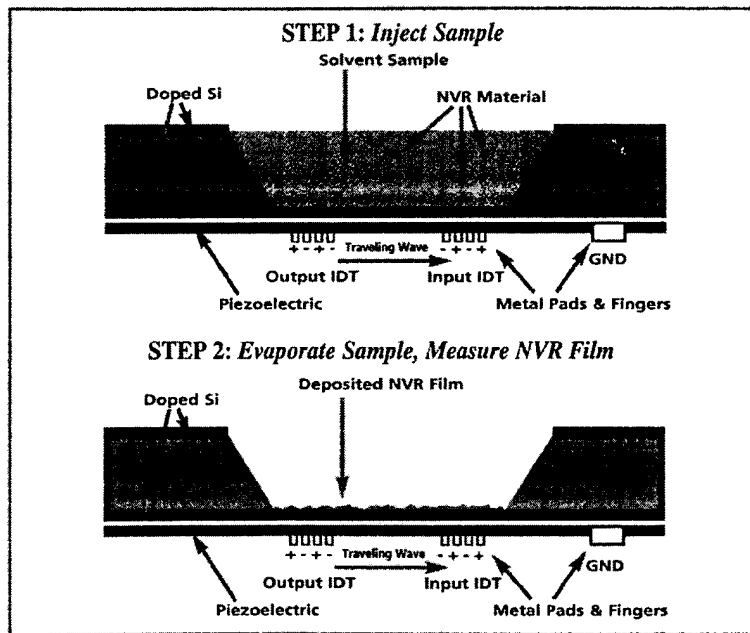 STEP 1: Inject Sample
Solvent Sample
Doped Si
NVR Material
+ - + -
Traveling Wave
- + - +
GND
Output IDT
Input IDT
Piezoelectric
Metal Pads & Fingers
STEP 2: Evaporate Sample, Measure NVR Film
Deposited NVR Film
Doped Si
+ - + -
Traveling Wave
- + - +
GND
Output IDT
Input IDT
Piezoelectric
Metal Pads & Fingers